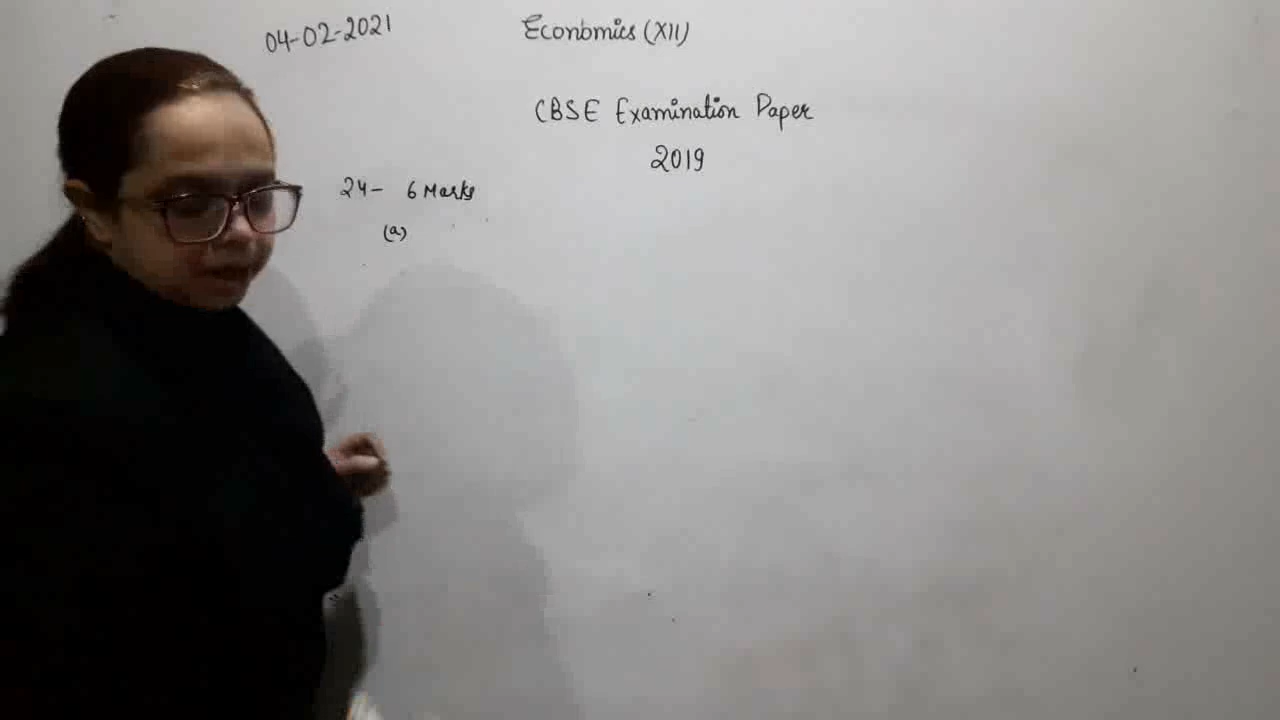 04-02-2021
Economics (XII)
CBSE Examination Paper
2019
24- 6 Marks
(a)